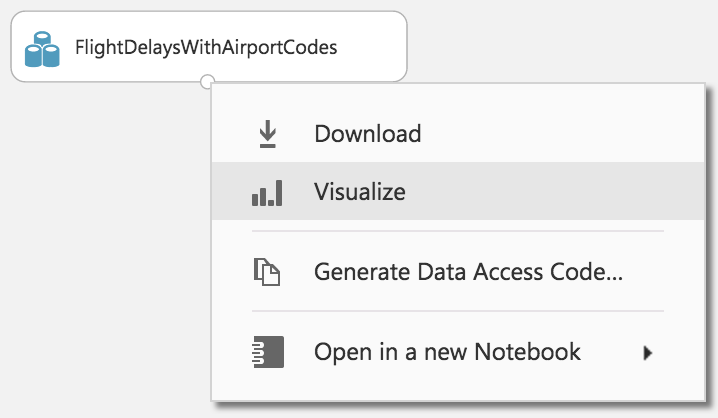 FlightDelaysWithAirportCodes
Download
Visualize
Generate Data Access Code...
Open in a new Notebook